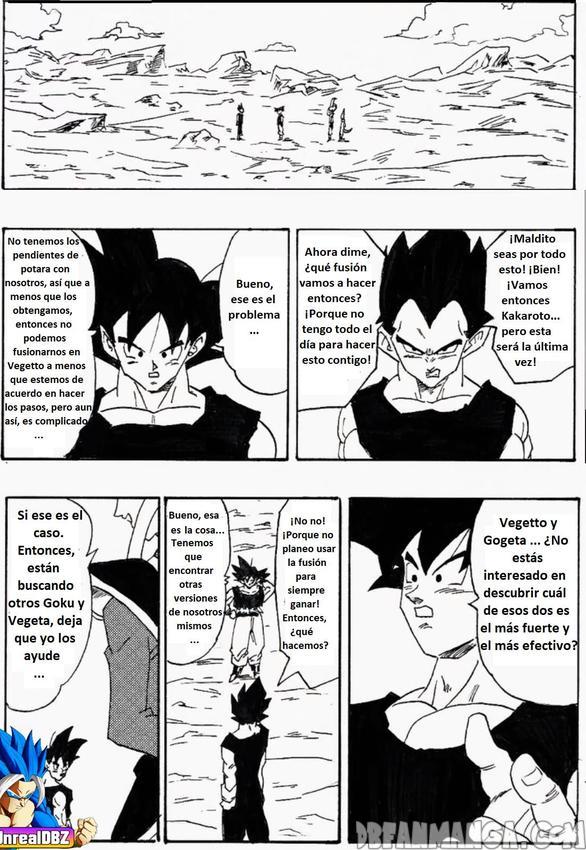 ¡Maldito
seas por todo
esto! ¡Bien!
¡Vamos
entonces
Kakaroto...
pero esta
será la última
vez!
Ahora dime,
¿qué fusión
vamos a hacer
entonces?
¡Porque no
tengo todo el
día para hacer
esto contigo!
Bueno,
ese es el
problema
...
No tenemos los
pendientes de
potara con
nosotros, así que a
menos que los
obtengamos,
entonces no
podemos
fusionarnos en
Vegetto a menos
que estemos de
acuerdo en hacer
los pasos, pero aun
así, es complicado
...
Vegetto y
Gogeta ... ¿No
estás
interesado en
descubrir cuál
de esos dos es
el más fuerte y
el más efectivo?
¡No no!
¡Porque no
planeo usar
la fusión
para
siempre
ganar!
Entonces,
¿qué
hacemos?
Bueno, esa
es la cosa...
Tenemos
que
encontrar
otras
versiones
de nosotros
mismos
...
Si ese es el
caso.
Entonces,
están
buscando
otros Goku y
Vegeta, deja
que yo los
ayude
...
UnrealDBZ
DBFANMANGA.COM